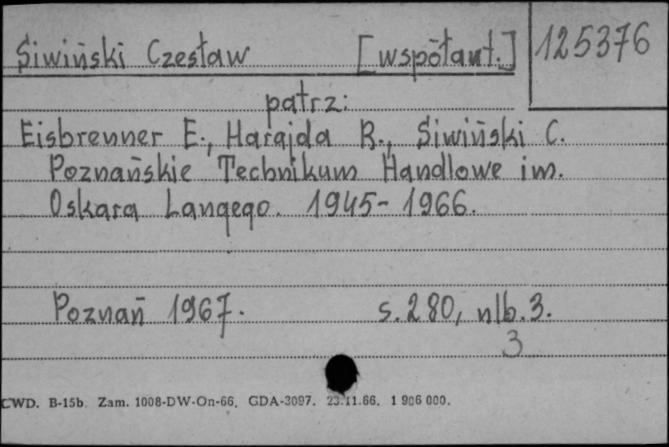 Siwiński Czesław [współaut.] 125376
patrz:
Eisbrenner E., Harajda R., Siwiński C.
Poznańskie Technikum Handlowe im.
Oskara Langego. 1945-1966.
Poznań 1967. s.280, nlb.3.
3
CWD. B-15b Zam. 1008-DW-On-66. GDA-3097. 23.11.66. 1 906 000.